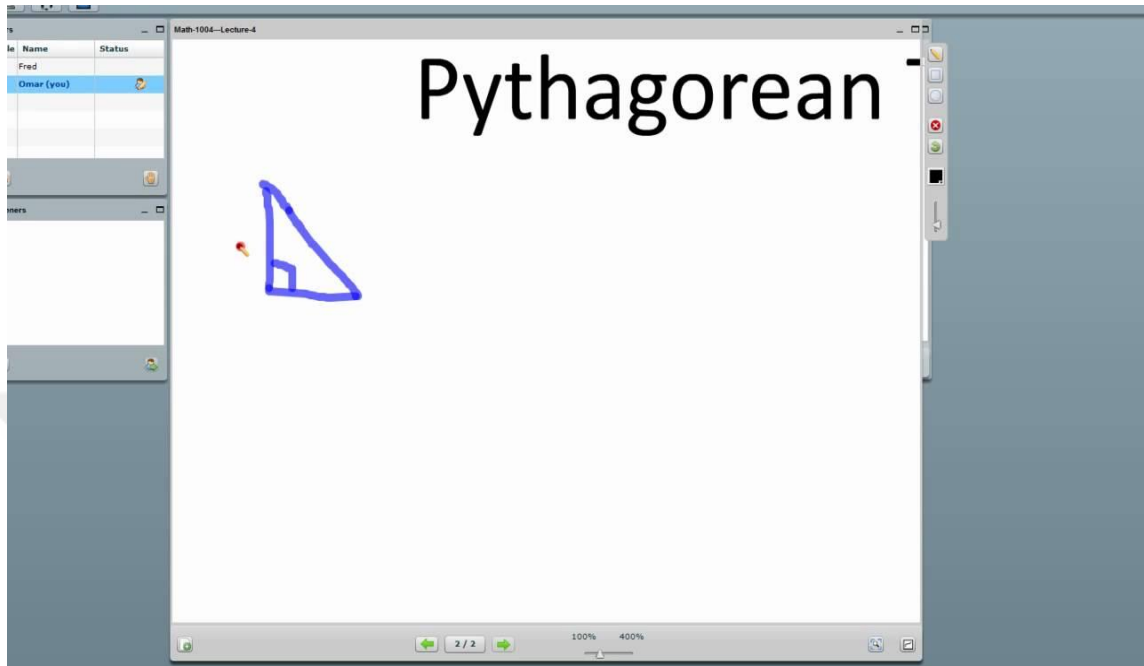 Math-1004--Lecture-4
Name Status
Fred
Omar (you)
Pythagorean
2 / 2
100% 400%